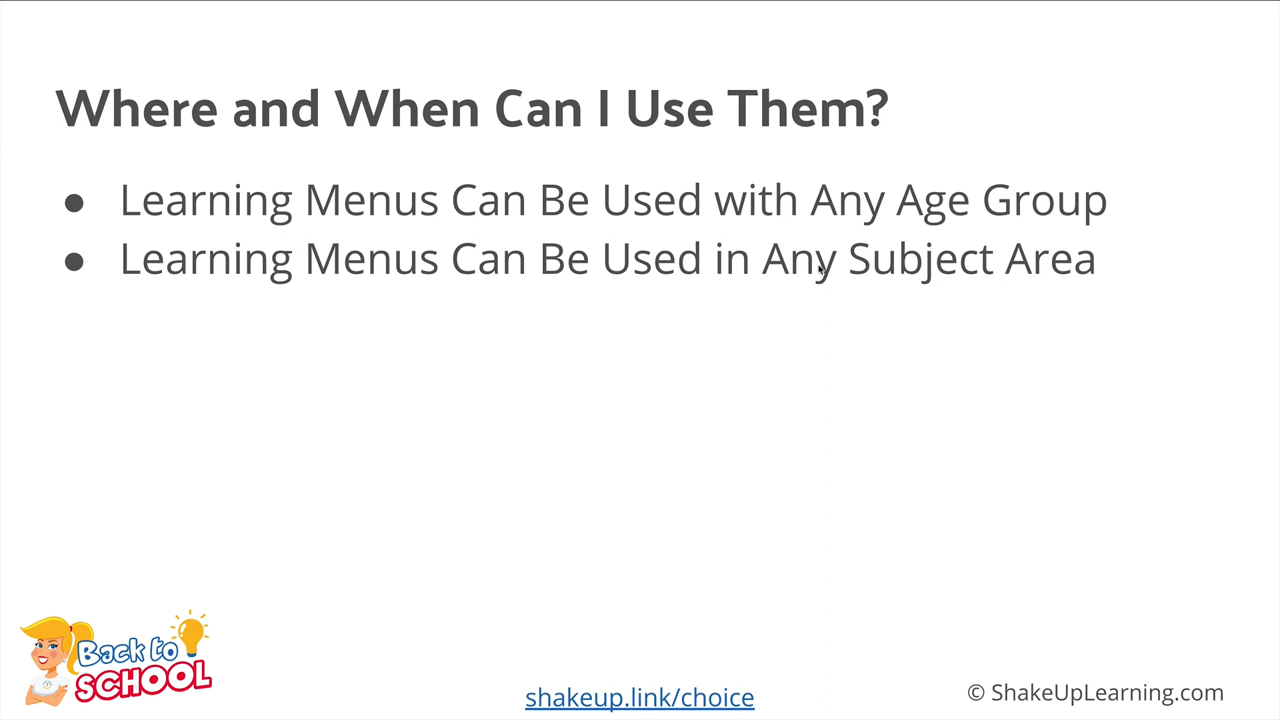 Where and When Can I Use Them?
● Learning Menus Can Be Used with Any Age Group
● Learning Menus Can Be Used in Any Subject Area
Back to
SCHOOL
shakeup.link/choice
© ShakeUpLearning.com